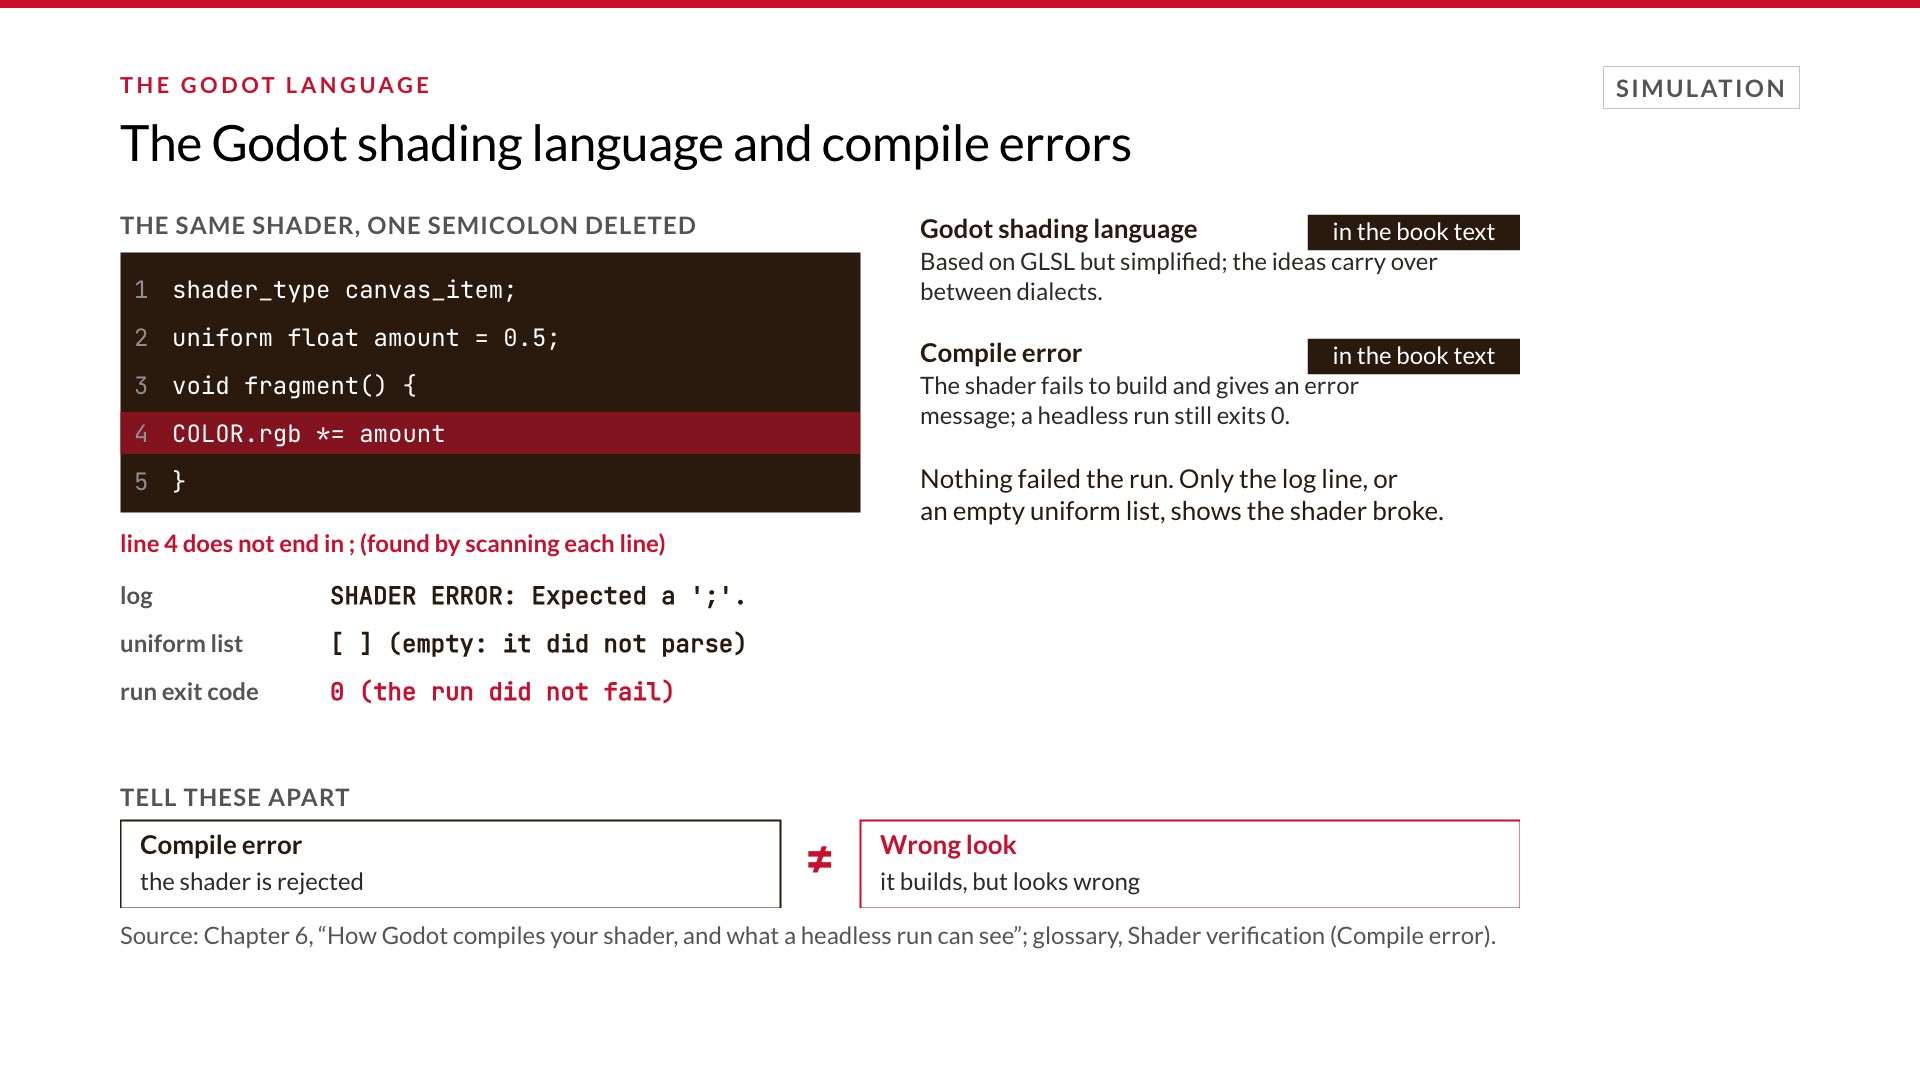 THE GODOT LANGUAGE
SIMULATION
The Godot shading language and compile errors
THE SAME SHADER, ONE SEMICOLON DELETED
1 shader_type canvas_item;
2 uniform float amount = 0.5;
3 void fragment() {
4 COLOR.rgb *= amount
5 }
line 4 does not end in ; (found by scanning each line)
log SHADER ERROR: Expected a ';'.
uniform list [ ] (empty: it did not parse)
run exit code 0 (the run did not fail)
Godot shading language in the book text
Based on GLSL but simplified; the ideas carry over
between dialects.
Compile error in the book text
The shader fails to build and gives an error
message; a headless run still exits 0.
Nothing failed the run. Only the log line, or
an empty uniform list, shows the shader broke.
TELL THESE APART
Compile error
the shader is rejected
≠
Wrong look
it builds, but looks wrong
Source: Chapter 6, “How Godot compiles your shader, and what a headless run can see”; glossary, Shader verification (Compile error).